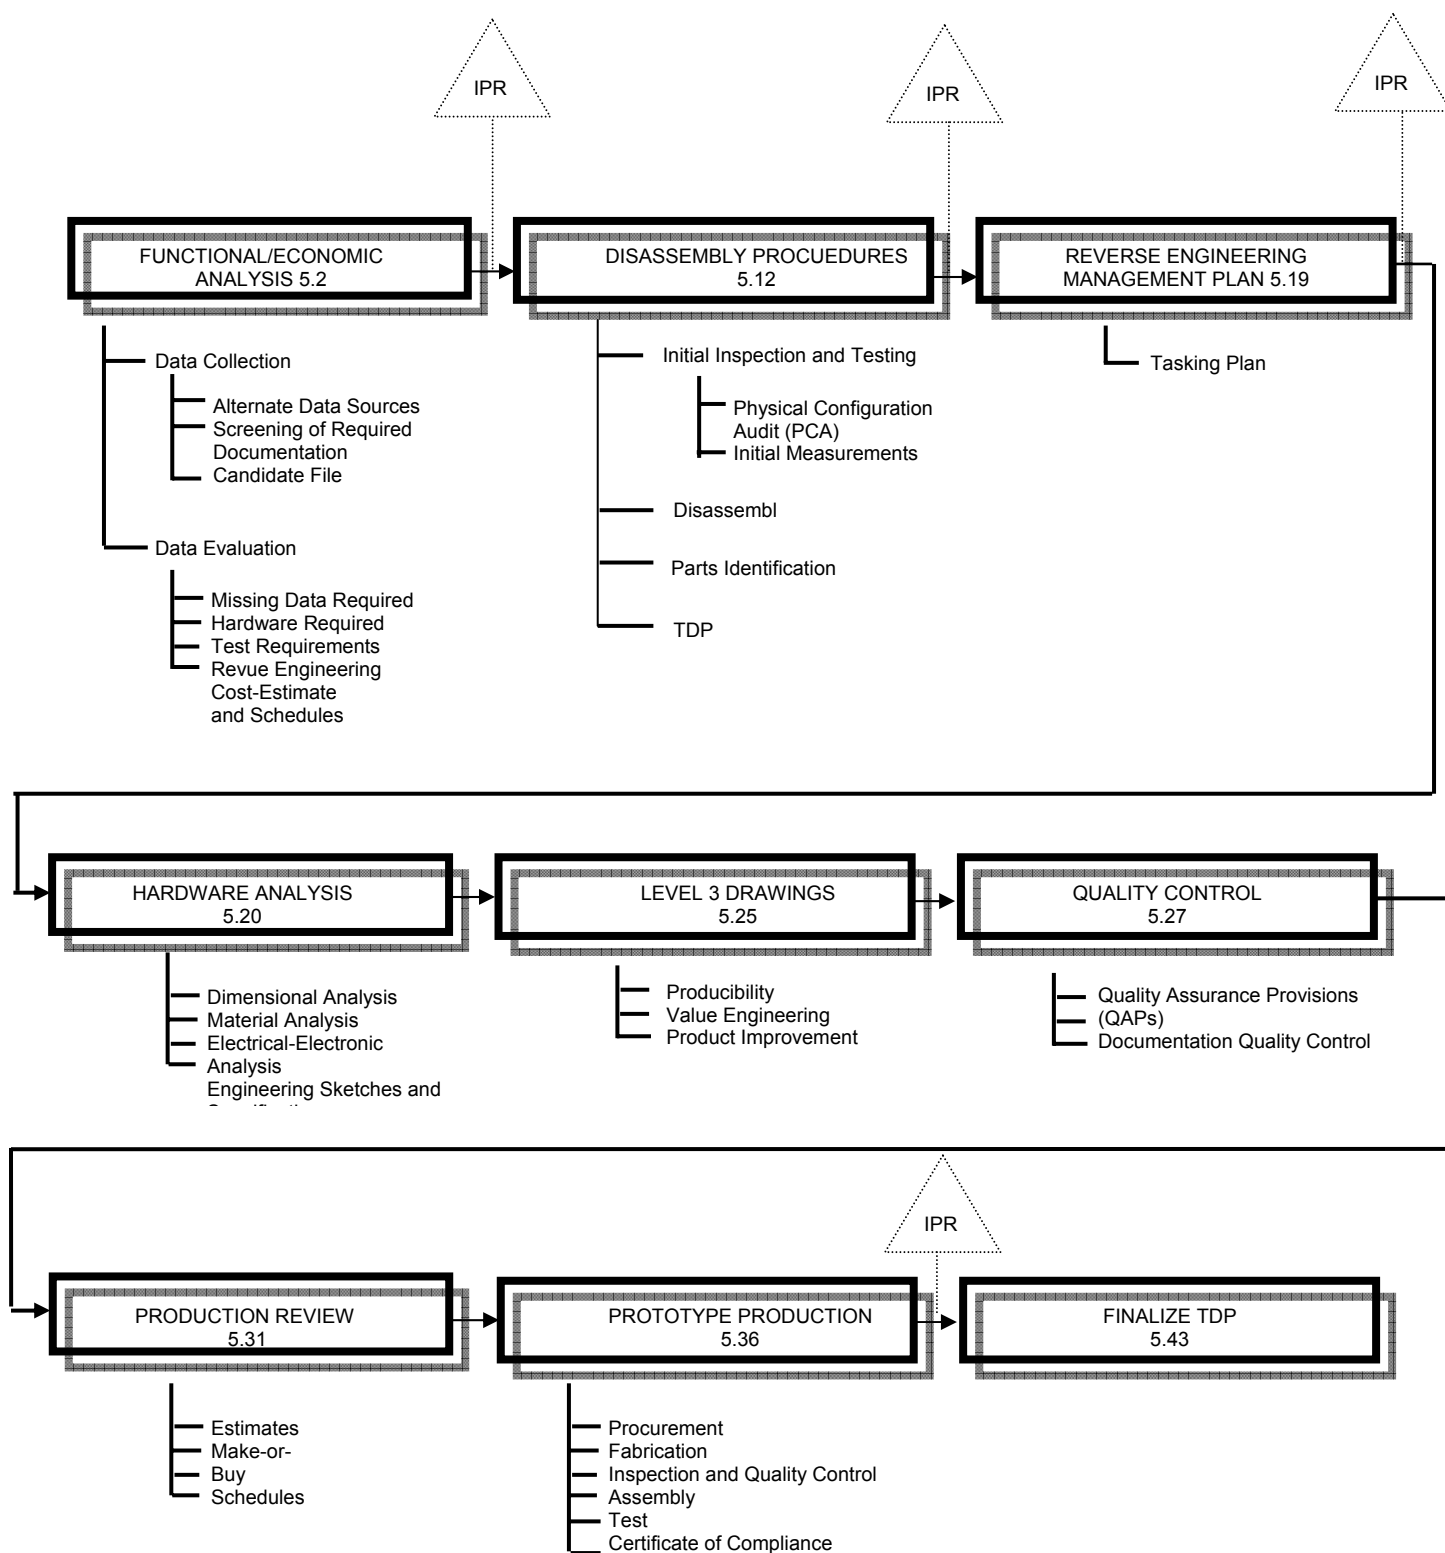 IPR
IPR
IPR
FUNCTIONAL/ECONOMIC
ANALYSIS 5.2
DISASSEMBLY PROCUEDURES
5.12
REVERSE ENGINEERING
MANAGEMENT PLAN 5.19
Data Collection
Alternate Data Sources
Screening of Required
Documentation
Candidate File
Data Evaluation
Missing Data Required
Hardware Required
Test Requirements
Revue Engineering
Cost-Estimate
and Schedules
Initial Inspection and Testing
Physical Configuration
Audit (PCA)
Initial Measurements
Disassembl
Parts Identification
TDP
Tasking Plan
HARDWARE ANALYSIS
5.20
LEVEL 3 DRAWINGS
5.25
QUALITY CONTROL
5.27
Dimensional Analysis
Material Analysis
Electrical-Electronic
Analysis
Engineering Sketches and
Producibility
Value Engineering
Product Improvement
Quality Assurance Provisions
(QAPs)
Documentation Quality Control
IPR
PRODUCTION REVIEW
5.31
PROTOTYPE PRODUCTION
5.36
FINALIZE TDP
5.43
Estimates
Make-or-
Buy
Schedules
Procurement
Fabrication
Inspection and Quality Control
Assembly
Test
Certificate of Compliance